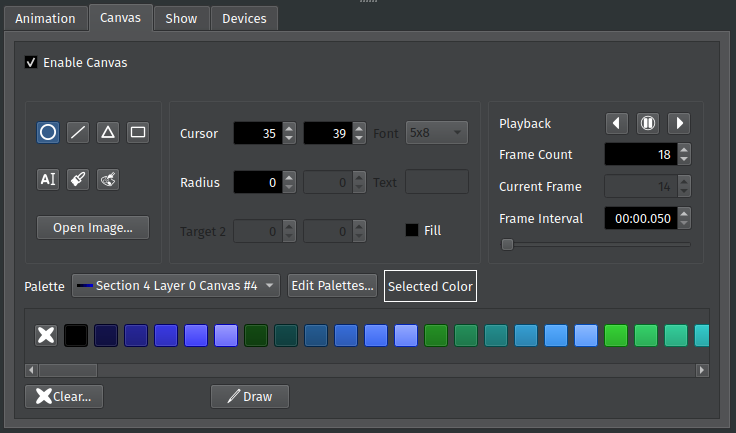 Animation Canvas Show Devices
Enable Canvas
Cursor 35 39 Font 5x8
Radius 0 0 Text
Target 2 0 0 Fill
AI
Open Image...
Playback
Frame Count 18
Current Frame 14
Frame Interval 00:00.050
Palette Section 4 Layer 0 Canvas #4 Edit Palettes... Selected Color
Clear... Draw